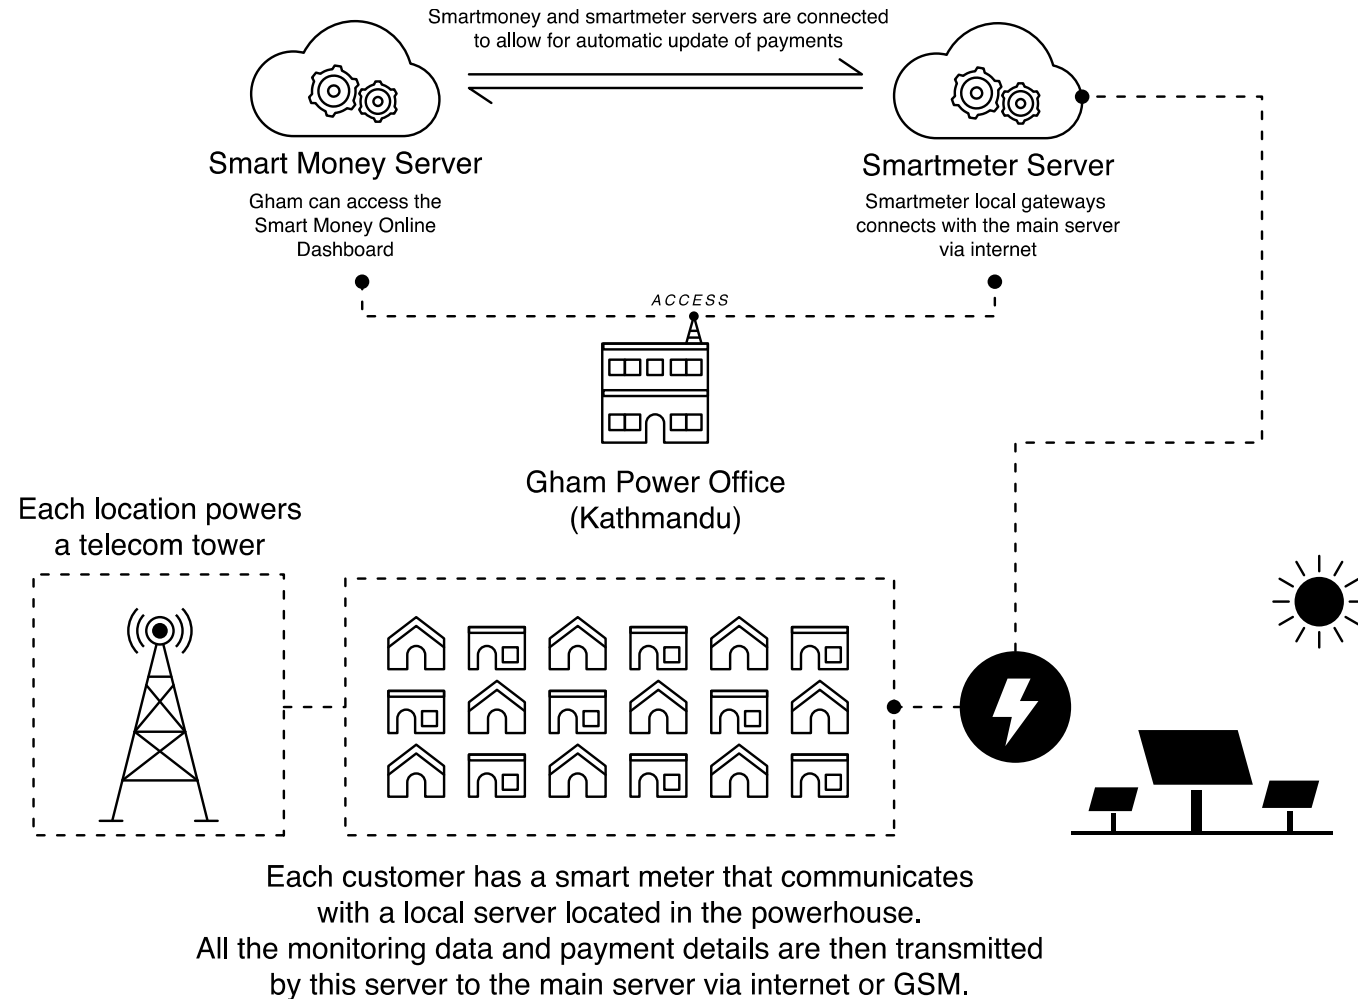 Smartmoney and smartmeter servers are connected
to allow for automatic update of payments
Smart Money Server
Gham can access the
Smart Money Online
Dashboard
Smartmeter Server
Smartmeter local gateways
connects with the main server
via internet
ACCESS
Gham Power Office
(Kathmandu)
Each location powers
a telecom tower
Each customer has a smart meter that communicates
with a local server located in the powerhouse.
All the monitoring data and payment details are then transmitted
by this server to the main server via internet or GSM.